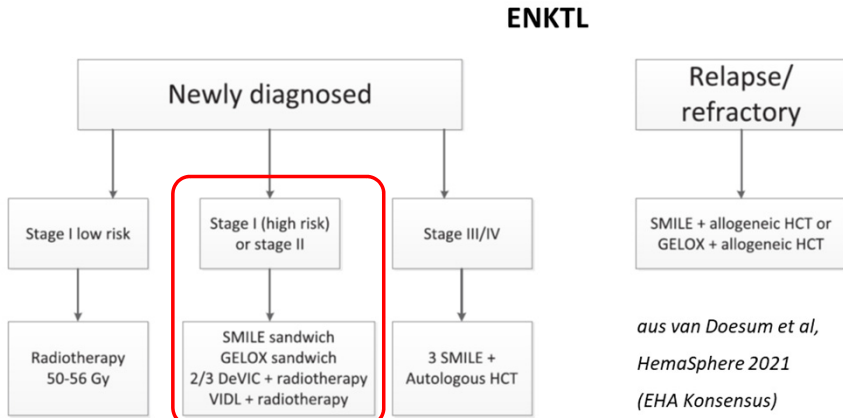 ENKTL
Newly diagnosed
Relapse/
refractory
Stage I low risk
Stage I (high risk)
or stage II
Stage III/IV
SMILE + allogeneic HCT or
GELOX + allogeneic HCT
Radiotherapy
50-56 Gy
SMILE sandwich
GELOX sandwich
2/3 DeVIC + radiotherapy
VIDL + radiotherapy
3 SMILE +
Autologous HCT
aus van Doesum et al,
HemaSphere 2021
(EHA Konsensus)